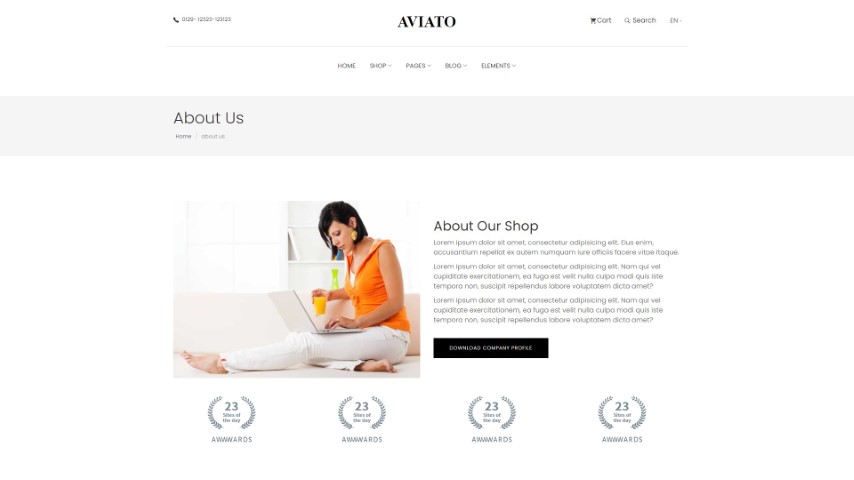 0129- 12323-123123
AVIATO
Cart
Search
EN
HOME
SHOP
PAGES
BLOG
ELEMENTS
About Us
Home
about us
About Our Shop
Lorem ipsum dolor sit amet, consectetur adipisicing elit. Eius enim,
accusantium repellat ex autem numquam iure officiis facere vitae itaque.
Lorem ipsum dolor sit amet, consectetur adipisicing elit. Nam qui vel
cupiditate exercitationem, ea fuga est velit nulla culpa modi quis iste
tempora non, suscipit repellendus labore voluptatem dicta amet?
Lorem ipsum dolor sit amet, consectetur adipisicing elit. Nam qui vel
cupiditate exercitationem, ea fuga est velit nulla culpa modi quis iste
tempora non, suscipit repellendus labore voluptatem dicta amet?
DOWNLOAD COMPANY PROFILE
23
Sites of
the day
AWWWARDS
23
Sites of
the day
AWWWARDS
23
Sites of
the day
AWWWARDS
23
Sites of
the day
AWWWARDS